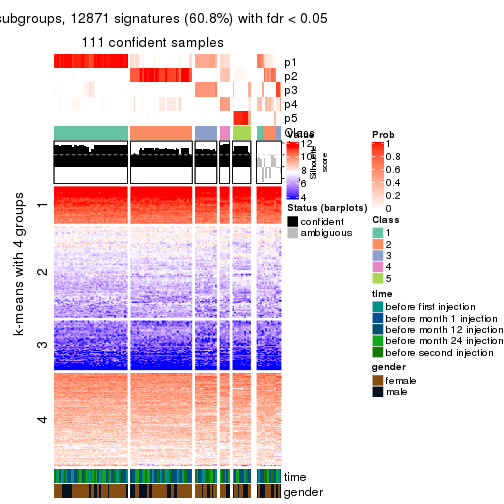 subgroups, 12871 signatures (60.8%) with fdr < 0.05
111 confident samples
p1
p2
p3
p4
p5
Class
1
2
3
4
k-means with 4 groups
time
gender
Value
12
10
8
6
4
Silhouette
score
Status (barplots)
confident
ambiguous
Prob
1
0.8
0.6
0.4
0.2
0
Class
1
2
3
4
5
time
before first injection
before month 1 injection
before month 12 injection
before month 24 injection
before second injection
gender
female
male